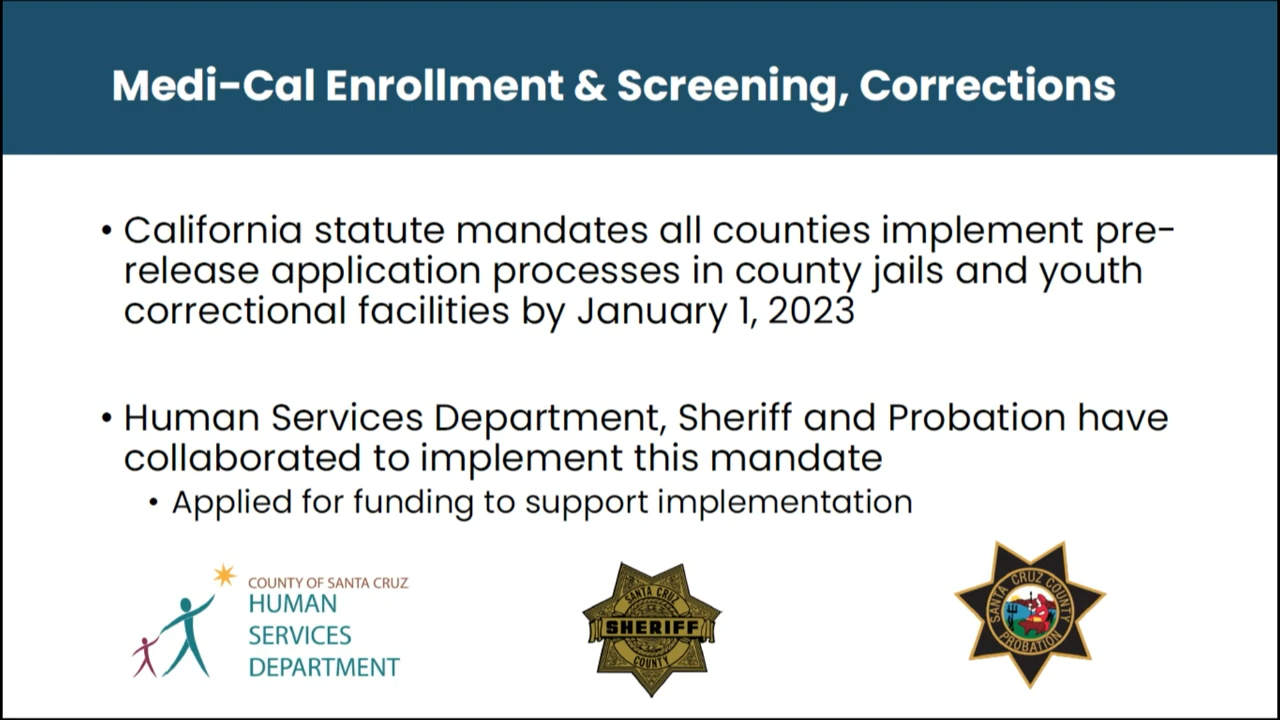 Medi-Cal Enrollment & Screening, Corrections
• California statute mandates all counties implement pre-
release application processes in county jails and youth
correctional facilities by January 1, 2023
• Human Services Department, Sheriff and Probation have
collaborated to implement this mandate
• Applied for funding to support implementation
COUNTY OF SANTA CRUZ
HUMAN
SERVICES
DEPARTMENT
SANTA CRUZ
SHERIFF
COUNTY
SANTA CRUZ COUNTY
PROBATION